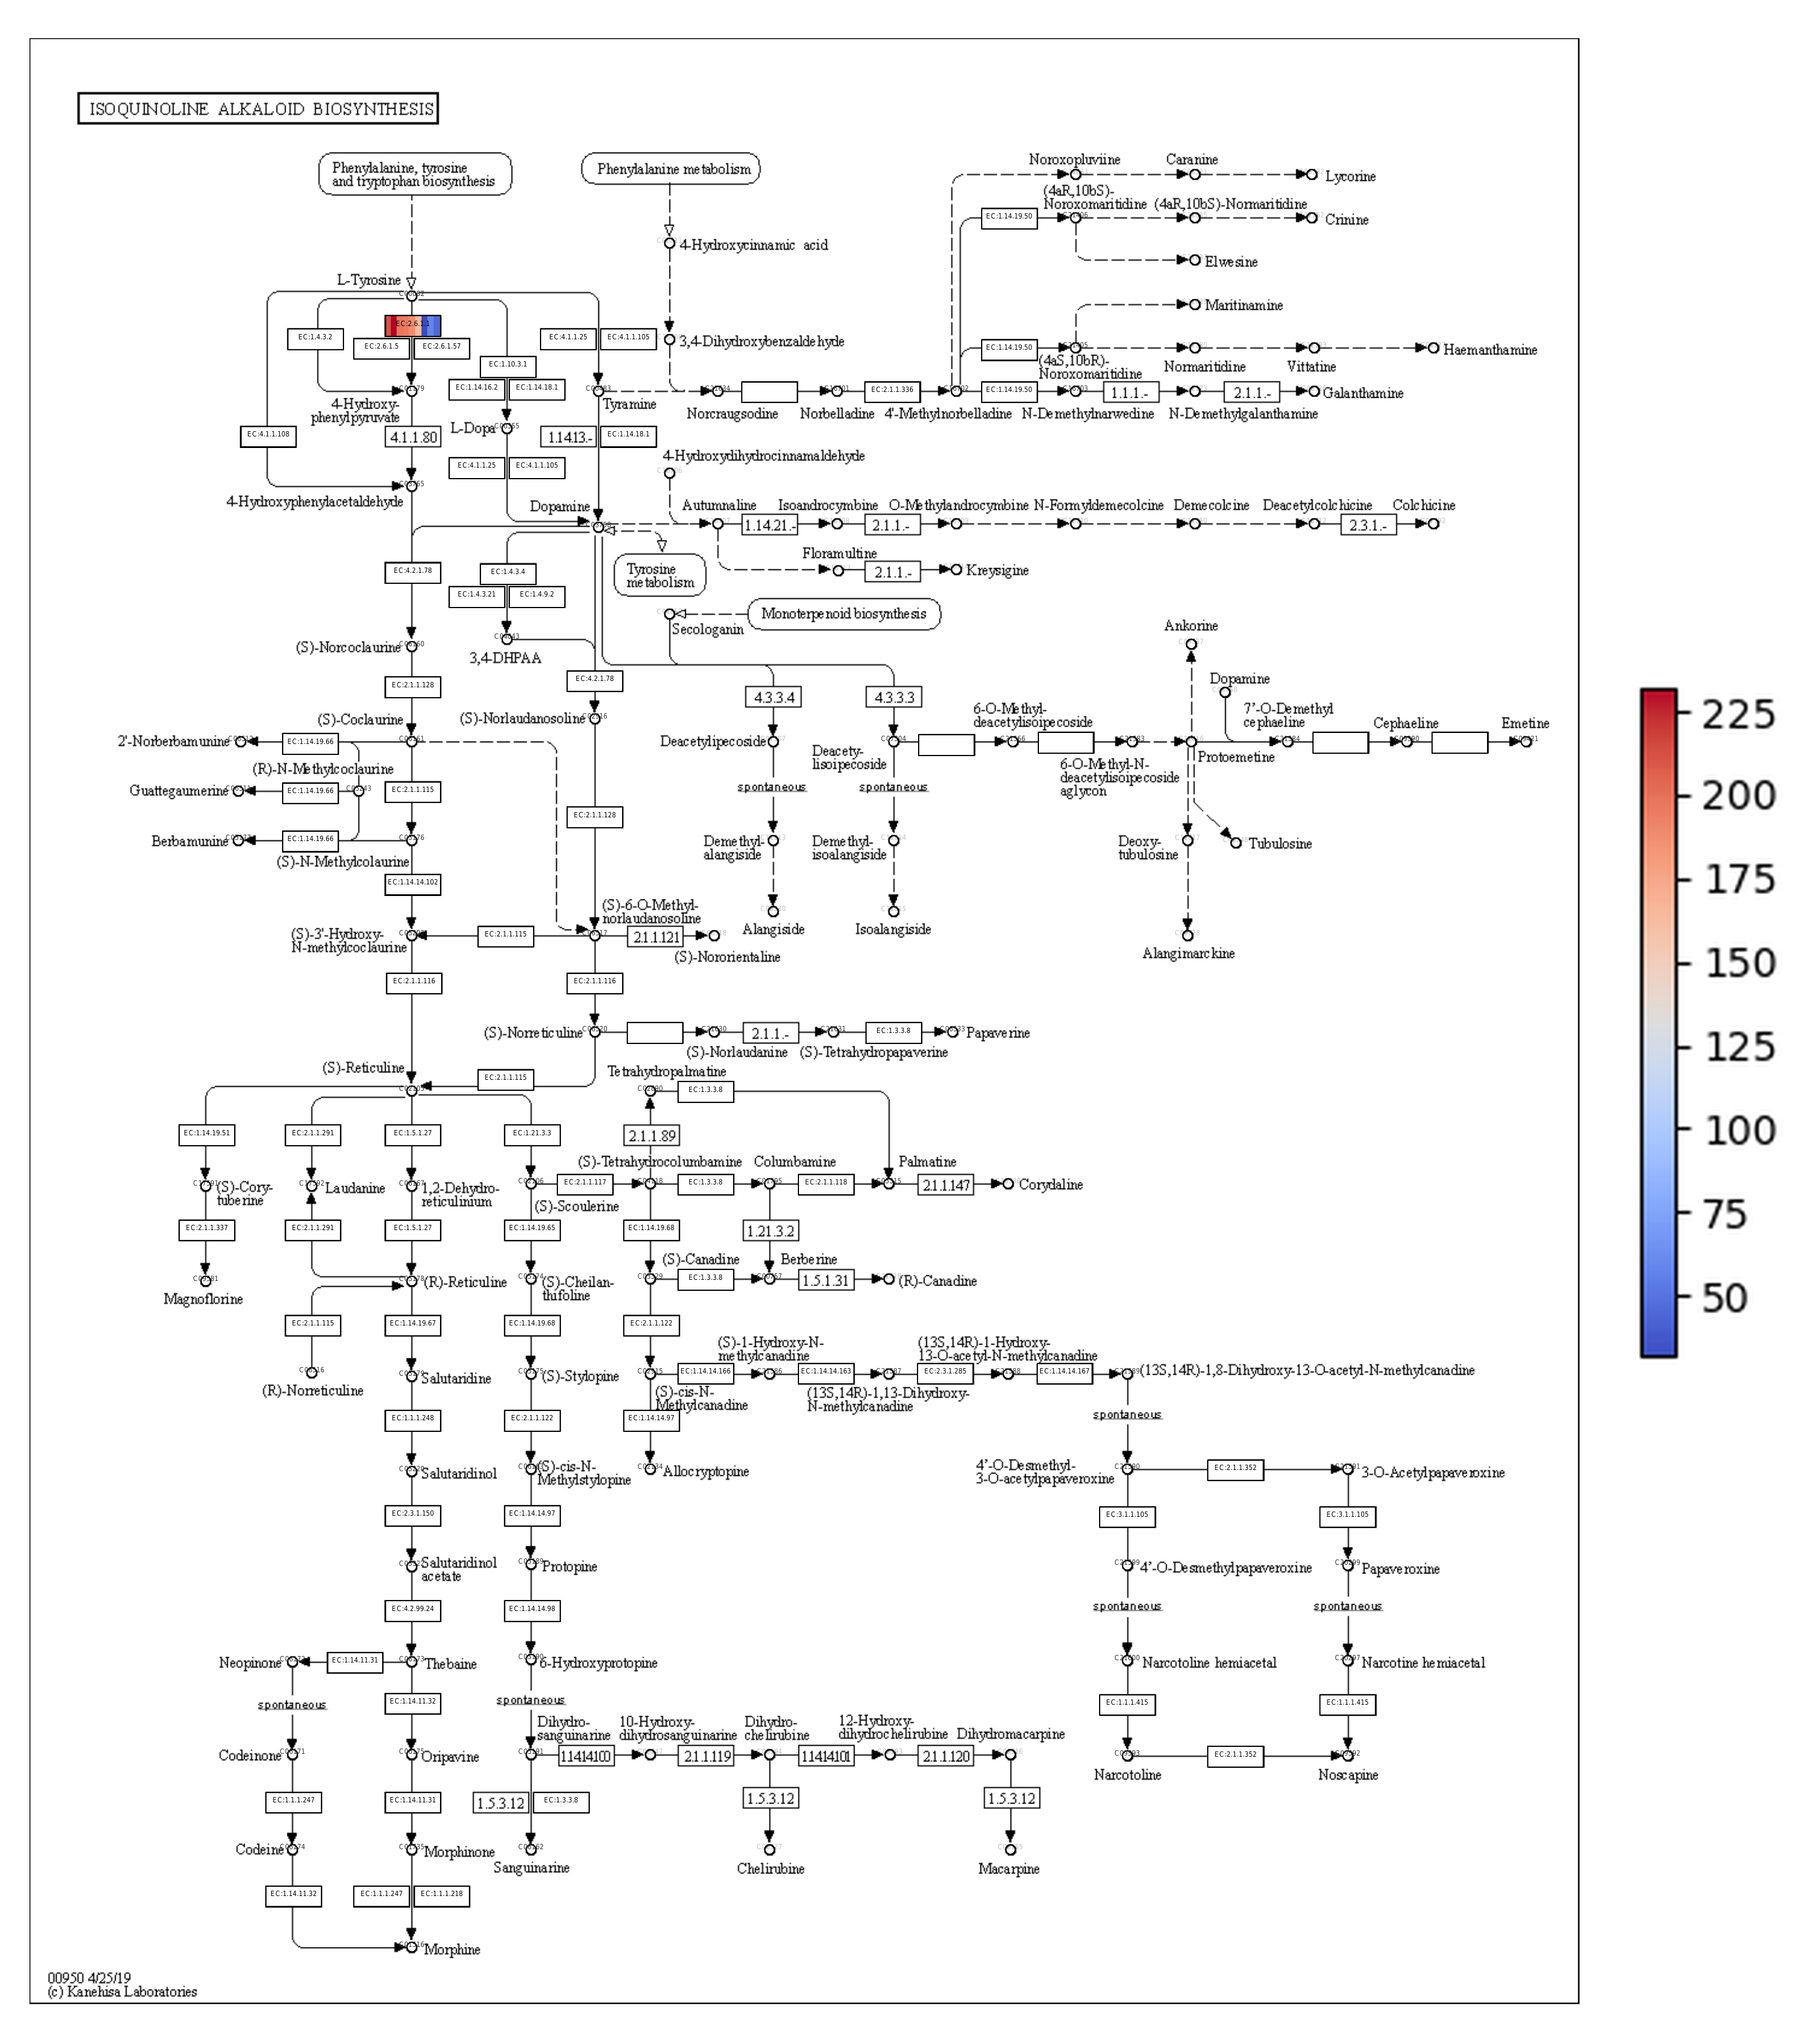 ISOQUINOLINE ALKALOID BIOSYNTHESIS
Phenylalanine, tyrosine
and tryptophan biosynthesis
Phenylalanine metabolism
Noroxopluviine
Caranine
Lycorine
(4aR,10bS)-
Noroxomaritidine
(4aR,10bS)-Normaritidine
EC:1.14.19.50
Crinine
4-Hydroxycinnamic acid
Elwesine
L-Tyrosine
Maritinamine
EC:2.6.1.1
EC:1.4.3.2
EC:2.6.1.5
EC:2.6.1.57
EC:4.1.1.25
EC:4.1.1.105
3,4-Dihydroxybenzaldehyde
EC:1.14.19.50
Haemanthamine
(4aS,10bR)-
Noroxomaritidine
Normaritidine
Vittatine
EC:1.10.3.1
EC:1.14.16.2
EC:1.14.18.1
EC:2.1.1.336
EC:1.14.19.50
1.1.1.-
2.1.1.-
Galanthamine
4-Hydroxy-
phenylpyruvate
Tyramine
Norcraugsodine
Norbelladine
4'-Methylnorbelladine
N-Demethylnarwedine
N-Demethylgalanthamine
EC:4.1.1.108
4.1.1.80
L-Dopa
1.14.13.-
EC:1.14.18.1
4-Hydroxydihydrocinnamaldehyde
EC:4.1.1.25
EC:4.1.1.105
4-Hydroxyphenylacetaldehyde
Dopamine
Autumnaline
Isoandrocymbine
O-Methylandrocymbine
N-Formyldemecolcine
Demecolcine
Deacetylcolchicine
Colchicine
1.14.21.-
2.1.1.-
2.3.1.-
Floramultine
2.1.1.-
Kreysigine
EC:4.2.1.78
EC:1.4.3.4
EC:1.4.3.21
EC:1.4.9.2
Tyrosine
metabolism
Monoterpenoid biosynthesis
Secologanin
(S)-Norcoclaurine
3,4-DHPAA
Ankorine
EC:2.1.1.128
EC:4.2.1.78
4.3.3.4
4.3.3.3
Dopamine
(S)-Coclaurine
(S)-Norlaudanosoline
6-O-Methyl-
deacetylisoipecoside
7'-O-Demethyl
cephaeline
Cephaeline
Emetine
2'-Norberbamunine
EC:1.14.19.66
Deacetylipecoside
Deacety-
lisoipecoside
Protoemetine
(R)-N-Methylcoclaurine
6-O-Methyl-N-
deacetylisoipecoside
aglycon
Guattegaumerine
EC:1.14.19.66
EC:2.1.1.115
spontaneous
spontaneous
EC:2.1.1.128
Berbamunine
EC:1.14.19.66
Demethyl-
alangiside
Demethyl-
isoalangiside
Deoxy-
tubulosine
Tubulosine
(S)-N-Methylcolaurine
EC:1.14.14.102
(S)-6-O-Methyl-
norlaudanosoline
(S)-3'-Hydroxy-
N-methylcoclaurine
EC:2.1.1.115
2.1.1.121
Alangiside
Isoalangiside
(S)-Nororientaline
Alangimarckine
EC:2.1.1.116
EC:2.1.1.116
(S)-Norreticuline
2.1.1.-
EC:1.3.3.8
Papaverine
(S)-Norlaudanine
(S)-Tetrahydropapaverine
(S)-Reticuline
EC:2.1.1.115
Tetrahydropalmatine
EC:1.3.3.8
EC:1.14.19.51
EC:2.1.1.291
EC:1.5.1.27
EC:1.21.3.3
2.1.1.89
(S)-Tetrahydrocolumbamine
Columbamine
Palmatine
(S)-Cory-
tuberine
Laudanine
1,2-Dehydro-
reticulinium
EC:2.1.1.117
EC:1.3.3.8
EC:2.1.1.118
2.1.1.147
Corydaline
(S)-Scoulerine
EC:2.1.1.337
EC:2.1.1.291
EC:1.5.1.27
EC:1.14.19.65
EC:1.14.19.68
1.21.3.2
(S)-Canadine
Berberine
Magnoflorine
(R)-Reticuline
(S)-Cheilan-
thifoline
EC:1.3.3.8
1.5.1.31
(R)-Canadine
EC:2.1.1.115
EC:1.14.19.67
EC:1.14.19.68
EC:2.1.1.122
(S)-1-Hydroxy-N-
methylcanadine
(13S,14R)-1-Hydroxy-
13-O-acetyl-N-methylcanadine
(R)-Norreticuline
Salutaridine
(S)-Stylopine
EC:1.14.14.166
EC:1.14.14.163
EC:2.3.1.285
EC:1.14.14.167
(13S,14R)-1,8-Dihydroxy-13-O-acetyl-N-methylcanadine
(S)-cis-N-
Methylcanadine
(13S,14R)-1,13-Dihydroxy-
N-methylcanadine
EC:1.1.1.248
EC:2.1.1.122
EC:1.14.14.97
spontaneous
Salutaridinol
(S)-cis-N-
Methylstylopine
Allocryptopine
4'-O-Desmethyl-
3-O-acetylpapaveroxine
EC:2.1.1.352
3-O-Acetylpapaveroxine
EC:2.3.1.150
EC:1.14.14.97
EC:3.1.1.105
EC:3.1.1.105
Salutaridinol
acetate
Protopine
4'-O-Desmethylpapaveroxine
Papaveroxine
EC:4.2.99.24
EC:1.14.14.98
spontaneous
spontaneous
Neopinone
EC:1.14.11.31
Thebaine
6-Hydroxyprotopine
Narcotoline hemiacetal
Narcotine hemiacetal
spontaneous
EC:1.14.11.32
spontaneous
EC:1.1.1.415
EC:1.1.1.415
Dihydro-
sanguinarine
10-Hydroxy-
dihydrosanguinarine
Dihydro-
chelirubine
12-Hydroxy-
dihydrochelirubine
Dihydromacarpine
Codeinone
Oripavine
11414100
2.1.1.119
11414101
2.1.1.120
EC:2.1.1.352
Narcotoline
Noscapine
EC:1.1.1.247
EC:1.14.11.31
1.5.3.12
EC:1.3.3.8
1.5.3.12
1.5.3.12
Codeine
Morphinone
Sanguinarine
Chelirubine
Macarpine
EC:1.14.11.32
EC:1.1.1.247
EC:1.1.1.218
Morphine
00950 4/25/19
(c) Kanehisa Laboratories
225
200
175
150
125
100
75
50